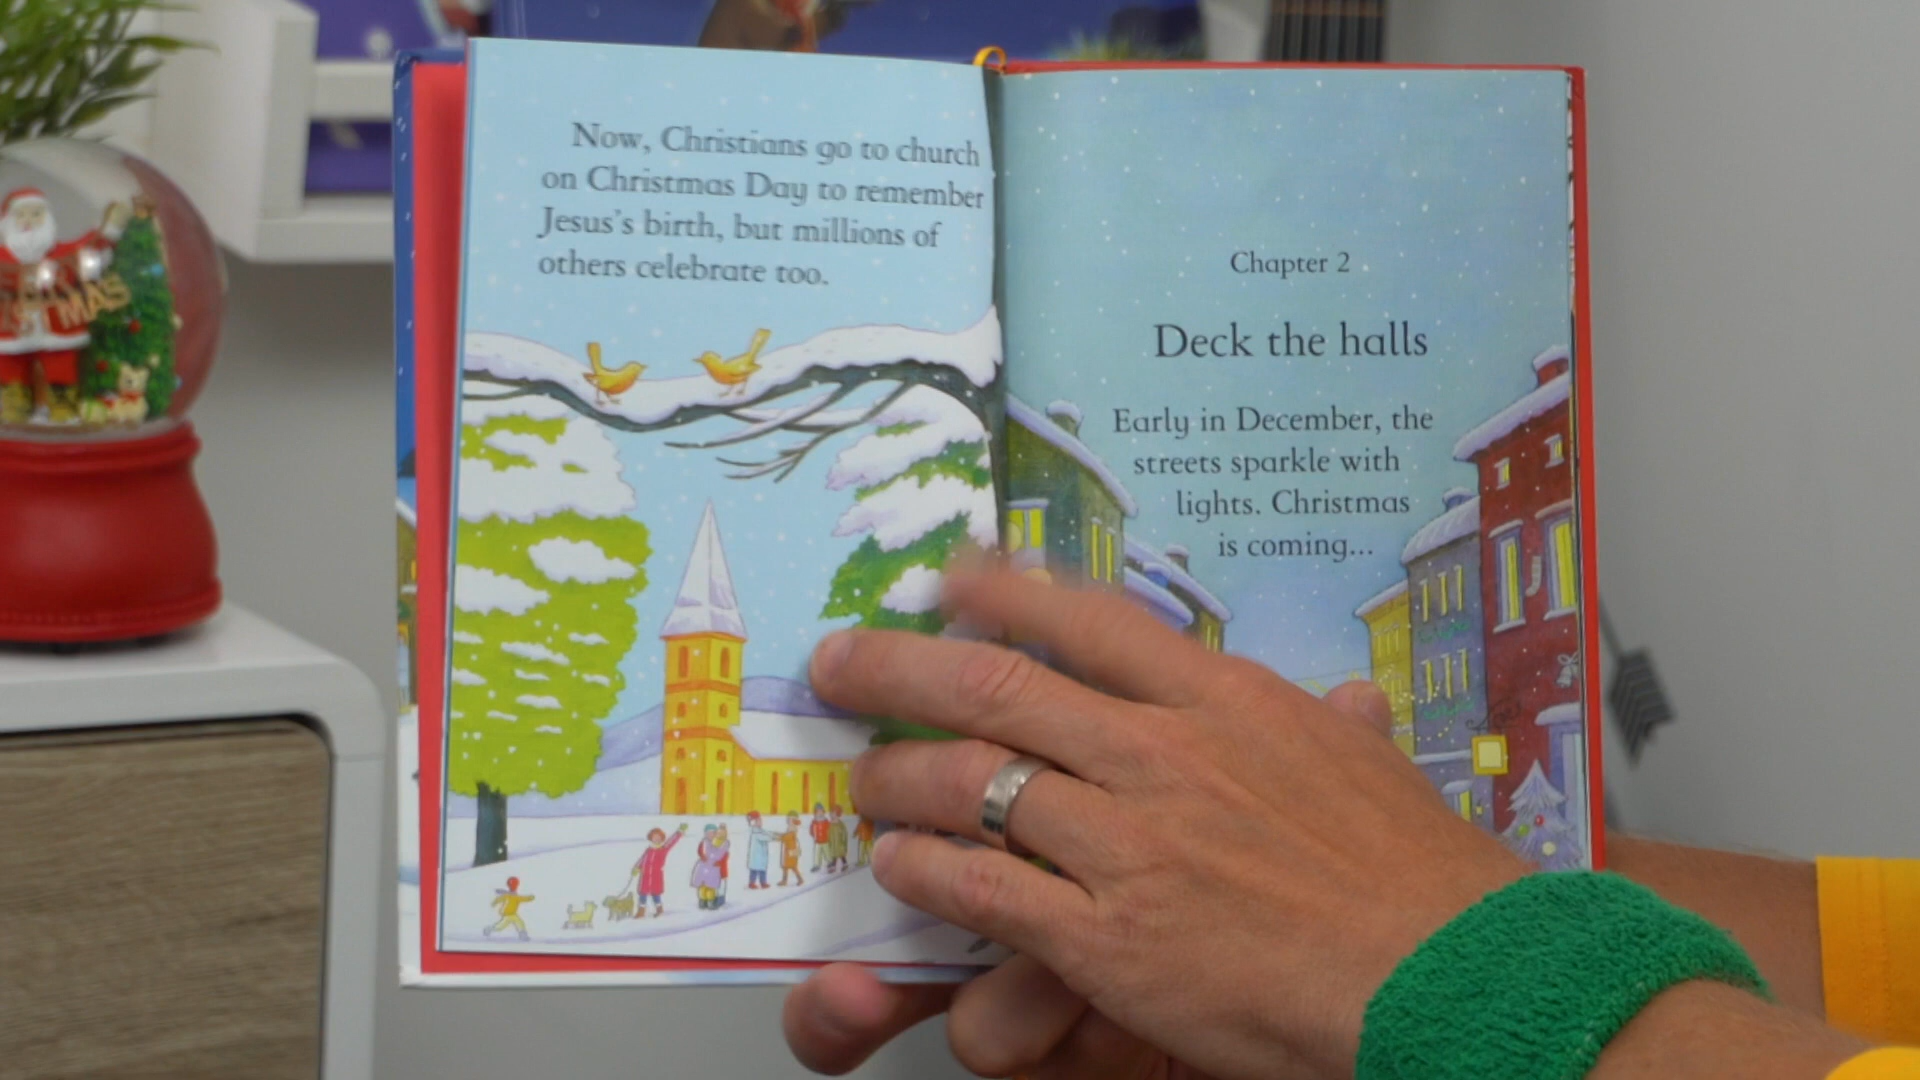 Now, Christians go to church
on Christmas Day to remember
Jesus's birth, but millions of
others celebrate too.
Chapter 2
Deck the halls
Early in December, the
streets sparkle with
lights. Christmas
is coming...